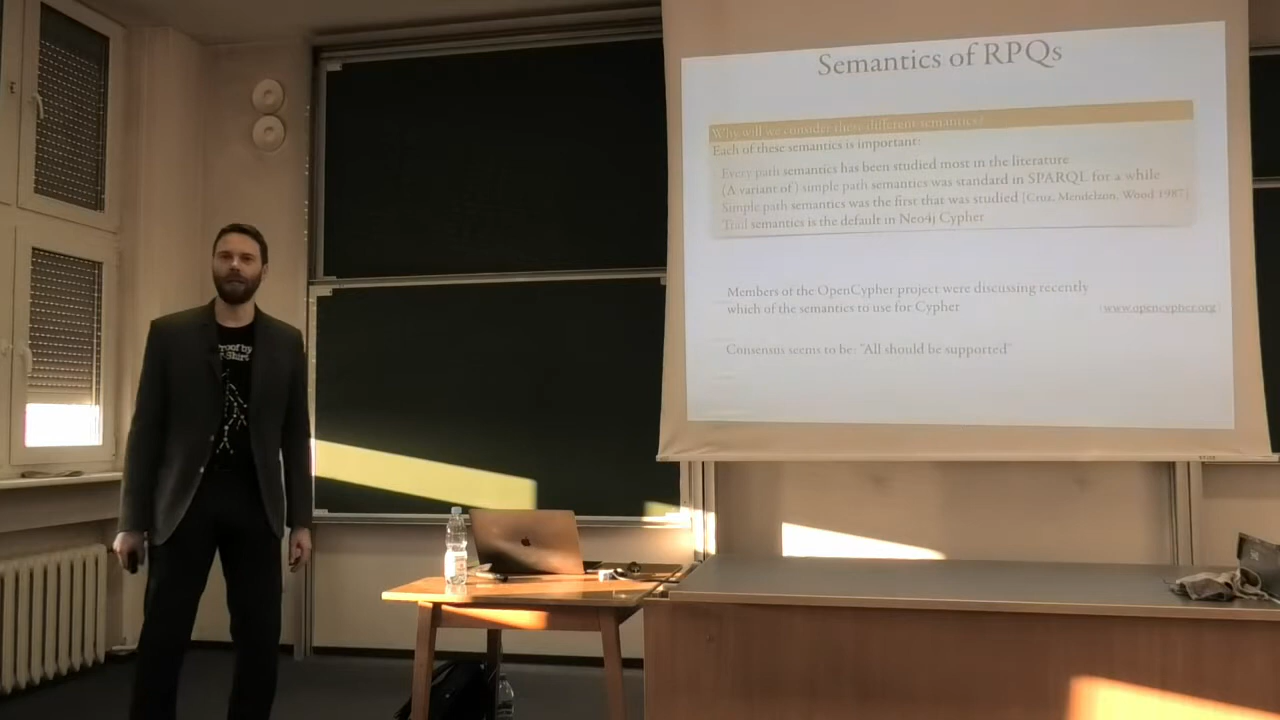 Semantics of RPQs
Why will we consider these different semantics?
Each of these semantics is important:
Every path semantics has been studied most in the literature
(A variant of) simple path semantics was standard in SPARQL for a while
Simple path semantics was the first that was studied [Cruz, Mendelzon, Wood 1987]
Trail semantics is the default in Neo4j Cypher
Members of the OpenCypher project were discussing recently
which of the semantics to use for Cypher
[www.opencypher.org]
Consensus seems to be: "All should be supported"
Proof by
T-Shirt